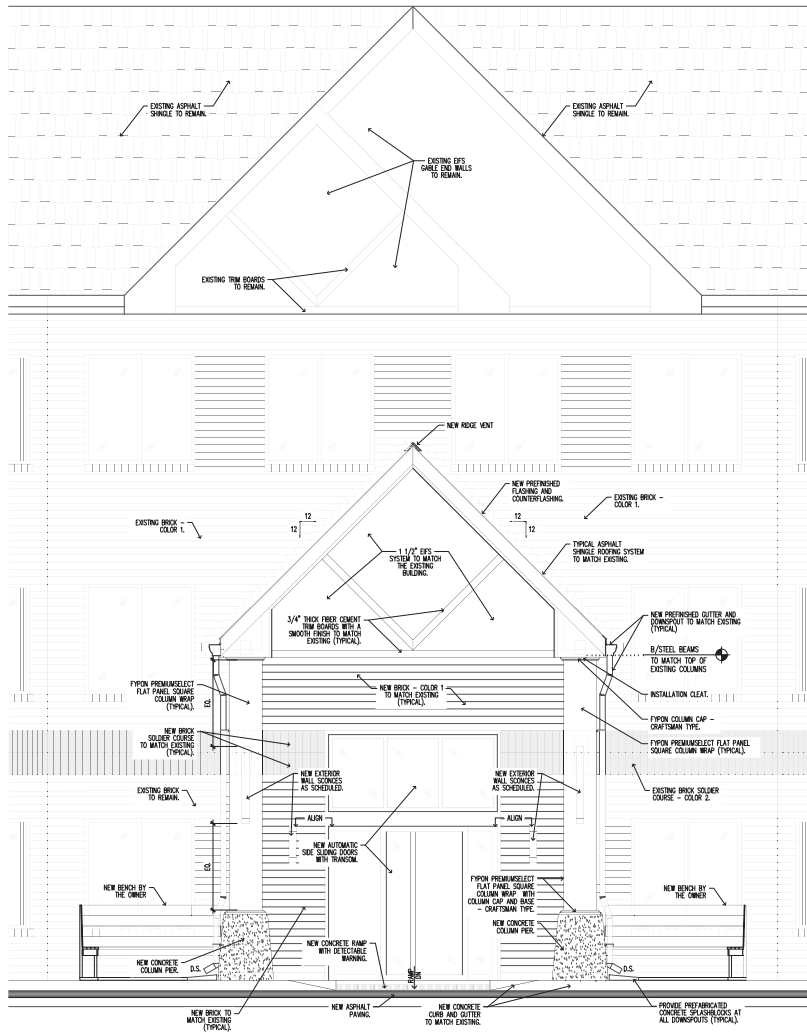 EXISTING ASPHALT
SHINGLE TO REMAIN.
EXISTING ASPHALT
SHINGLE TO REMAIN.
EXISTING EIFS
GABLE END WALLS
TO REMAIN.
EXISTING TRIM BOARDS
TO REMAIN.
NEW RIDGE VENT
NEW PREFINISHED
FLASHING AND
COUNTERFLASHING.
EXISTING BRICK –
COLOR 1.
12
12
12
12
EXISTING BRICK –
COLOR 1.
1 1/2" EIFS
SYSTEM TO MATCH
THE EXISTING
BUILDING.
TYPICAL ASPHALT
SHINGLE ROOFING SYSTEM
TO MATCH EXISTING.
3/4" THICK FIBER CEMENT
TRIM BOARDS WITH A
SMOOTH FINISH TO MATCH
EXISTING (TYPICAL).
NEW PREFINISHED GUTTER AND
DOWNSPOUT TO MATCH EXISTING
(TYPICAL)
B/STEEL BEAMS
TO MATCH TOP OF
EXISTING COLUMNS
FYPON PREMIUMSELECT
FLAT PANEL SQUARE
COLUMN WRAP
(TYPICAL).
EQ.
NEW BRICK – COLOR 1
TO MATCH EXISTING
(TYPICAL).
INSTALLATION CLEAT.
FYPON COLUMN CAP –
CRAFTSMAN TYPE.
NEW BRICK
SOLDIER COURSE
TO MATCH EXISTING
(TYPICAL).
FYPON PREMIUMSELECT FLAT PANEL
SQUARE COLUMN WRAP (TYPICAL).
NEW EXTERIOR
WALL SCONCES
AS SCHEDULED.
NEW EXTERIOR
WALL SCONCES
AS SCHEDULED.
EXISTING BRICK
TO REMAIN.
EXISTING BRICK SOLDIER
COURSE – COLOR 2.
ALIGN
ALIGN
NEW AUTOMATIC
SIDE SLIDING DOORS
WITH TRANSOM.
EQ.
FYPON PREMIUMSELECT
FLAT PANEL SQUARE
COLUMN WRAP WITH
COLUMN CAP AND BASE
– CRAFTSMAN TYPE.
NEW BENCH BY
THE OWNER
NEW BENCH BY
THE OWNER
NEW CONCRETE
COLUMN PIER.
NEW CONCRETE RAMP
WITH DETECTABLE
WARNING.
NEW CONCRETE
COLUMN PIER.
D.S.
D.S.
RAMP
DN
NEW BRICK TO
MATCH EXISTING
(TYPICAL).
NEW ASPHALT
PAVING.
NEW CONCRETE
CURB AND GUTTER
TO MATCH EXISTING.
PROVIDE PREFABRICATED
CONCRETE SPLASHBLOCKS AT
ALL DOWNSPOUTS (TYPICAL).